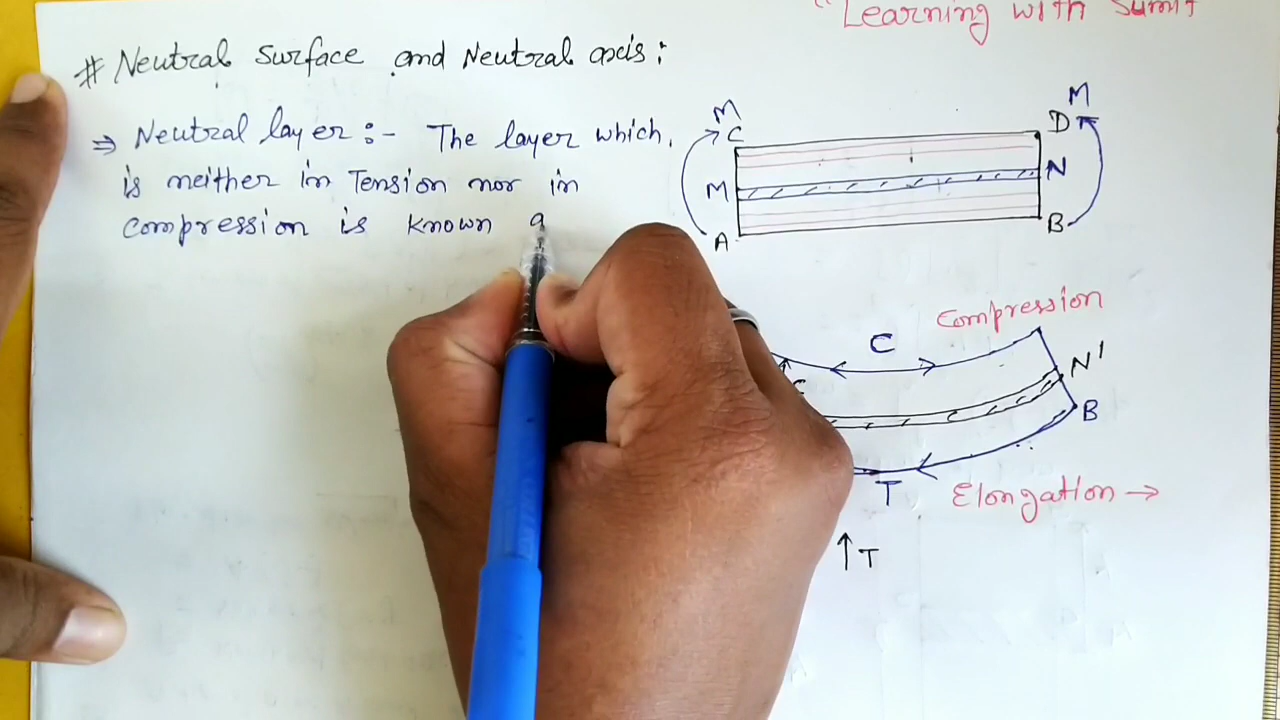 "Learning with Sumit
# Neutral surface and Neutral axis:
⇒ Neutral layer :- The layer which,
is neither in Tension nor in
compression is known a
M
C
M
A
M
D
N
B
Compression
C
N'
B
T
Elongation →
↑T